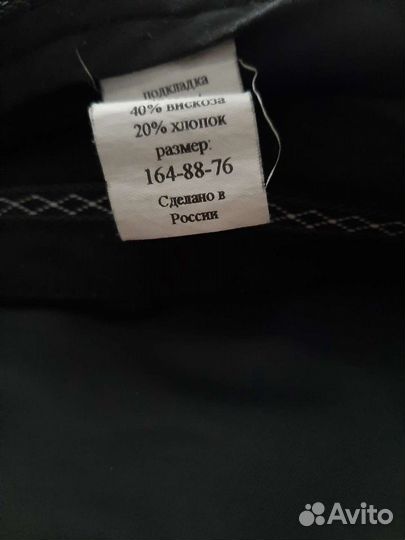 подкладка
40% вискоза
20% хлопок
размер:
164-88-76
Сделано в
России
Avito